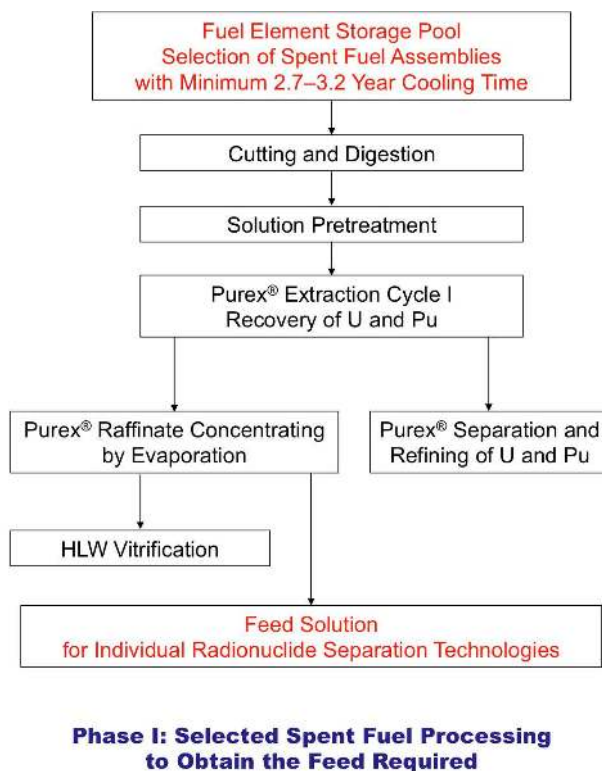 Fuel Element Storage Pool
Selection of Spent Fuel Assemblies
with Minimum 2.7–3.2 Year Cooling Time
Cutting and Digestion
Solution Pretreatment
Purex® Extraction Cycle I
Recovery of U and Pu
Purex® Raffinate Concentrating
by Evaporation
Purex® Separation and
Refining of U and Pu
HLW Vitrification
Feed Solution
for Individual Radionuclide Separation Technologies
Phase I: Selected Spent Fuel Processing
to Obtain the Feed Required